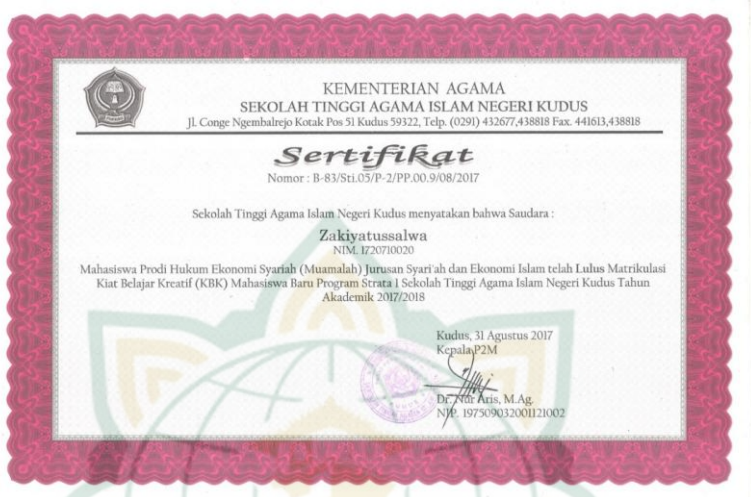 KEMENTERIAN AGAMA
SEKOLAH TINGGI AGAMA ISLAM NEGERI KUDUS
Jl. Conge Ngembalrejo Kotak Pos 51 Kudus 59322, Telp. (0291) 432677,438818 Fax. 441613,438818
Sertifikat
Nomor : B-83/Sti.05/P-2/PP.00.9/08/2017
Sekolah Tinggi Agama Islam Negeri Kudus menyatakan bahwa Saudara :
Zakiyatussalwa
NIM. 1720710020
Mahasiswa Prodi Hukum Ekonomi Syariah (Muamalah) Jurusan Syari'ah dan Ekonomi Islam telah Lulus Matrikulasi
Kiat Belajar Kreatif (KBK) Mahasiswa Baru Program Strata 1 Sekolah Tinggi Agama Islam Negeri Kudus Tahun
Akademik 2017/2018
Kudus, 31 Agustus 2017
Kepala P2M
Dr. Nur Aris, M.Ag.
NIP. 197509032001121002